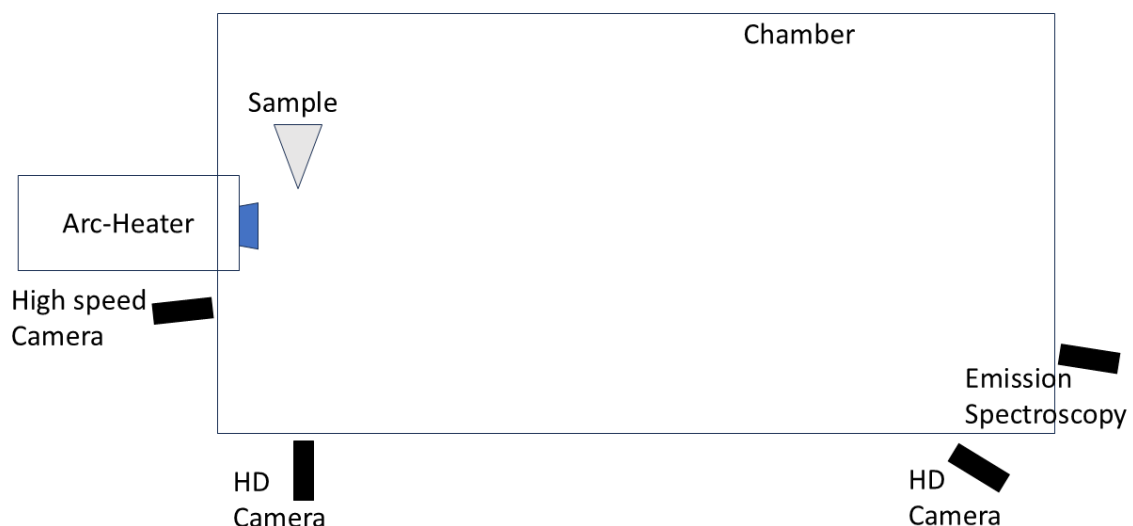 Chamber
Sample
Arc-Heater
High speed
Camera
Emission
Spectroscopy
HD
Camera
HD
Camera